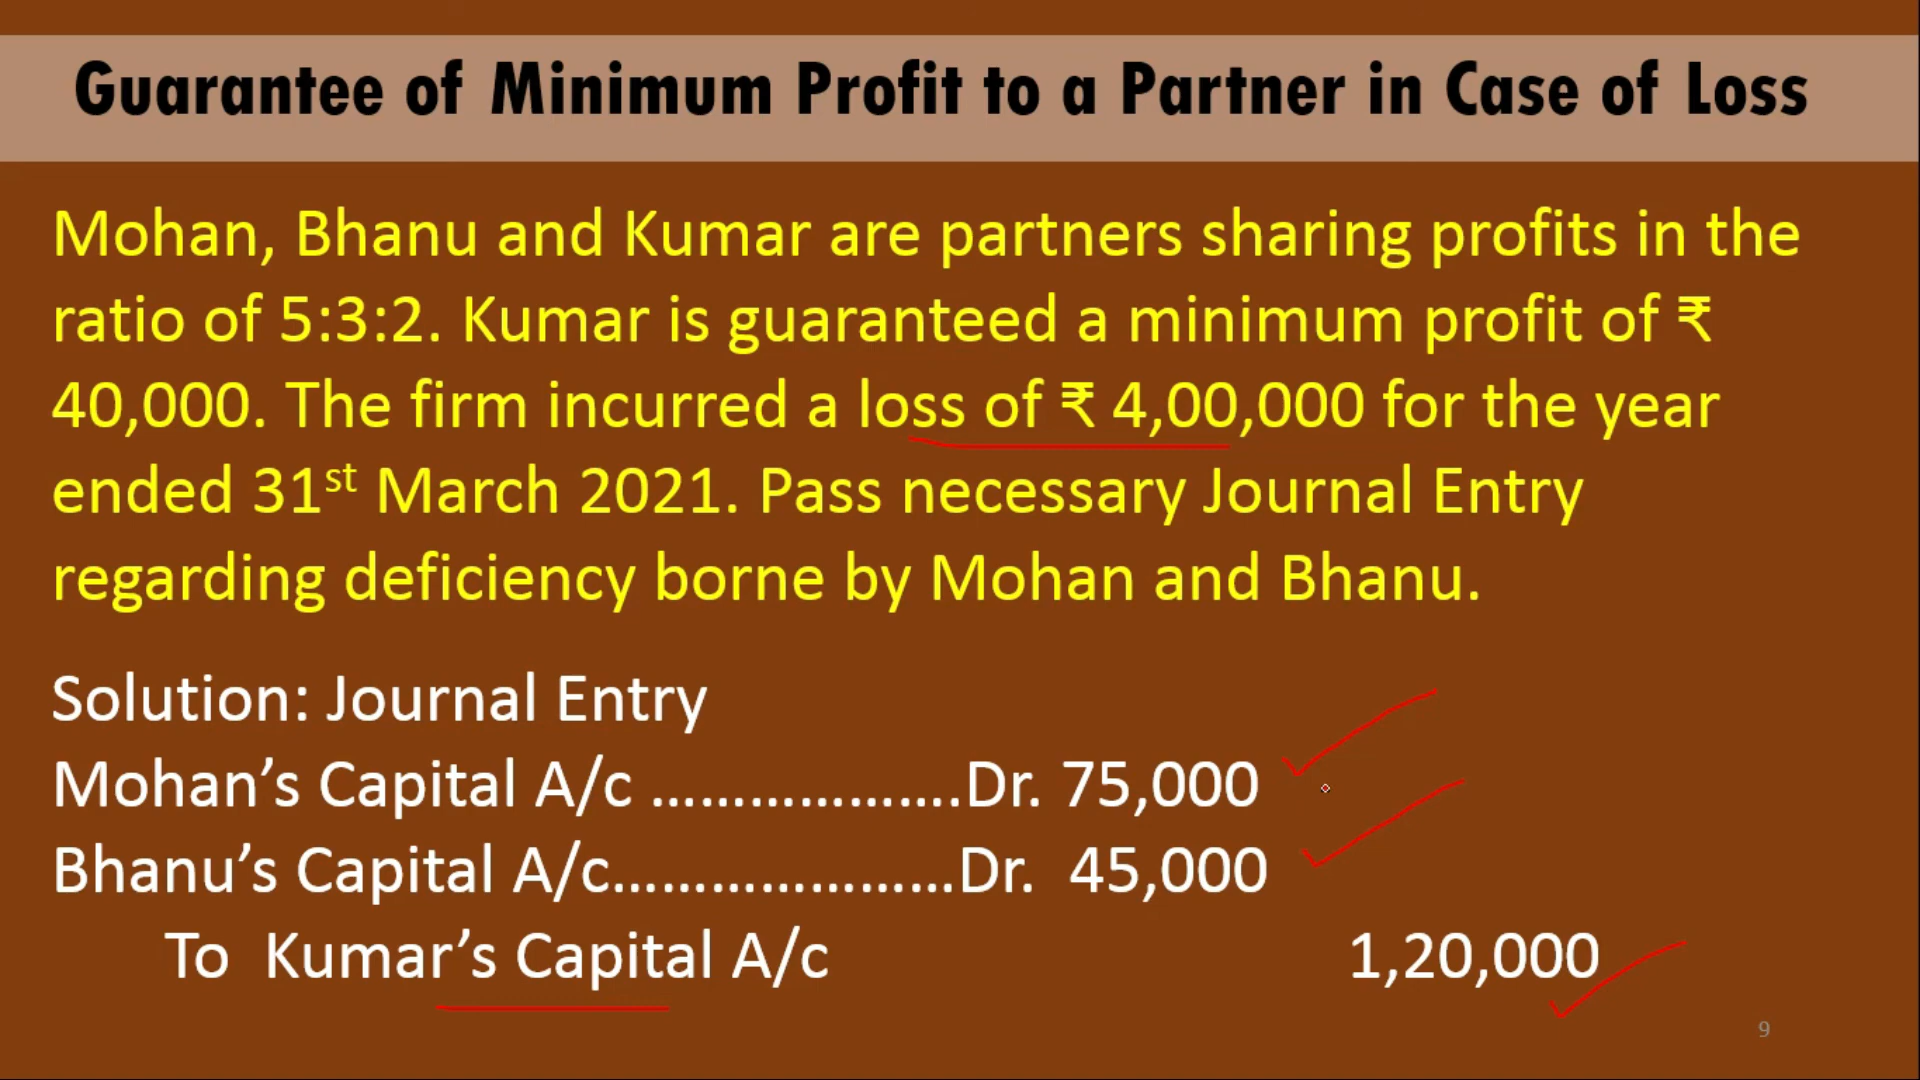 Guarantee of Minimum Profit to a Partner in Case of Loss
Mohan, Bhanu and Kumar are partners sharing profits in the
ratio of 5:3:2. Kumar is guaranteed a minimum profit of ₹
40,000. The firm incurred a loss of ₹ 4,00,000 for the year
ended 31st March 2021. Pass necessary Journal Entry
regarding deficiency borne by Mohan and Bhanu.
Solution: Journal Entry
Mohan’s Capital A/c ………………….Dr. 75,000
Bhanu’s Capital A/c……………………Dr. 45,000
To Kumar’s Capital A/c 1,20,000
9